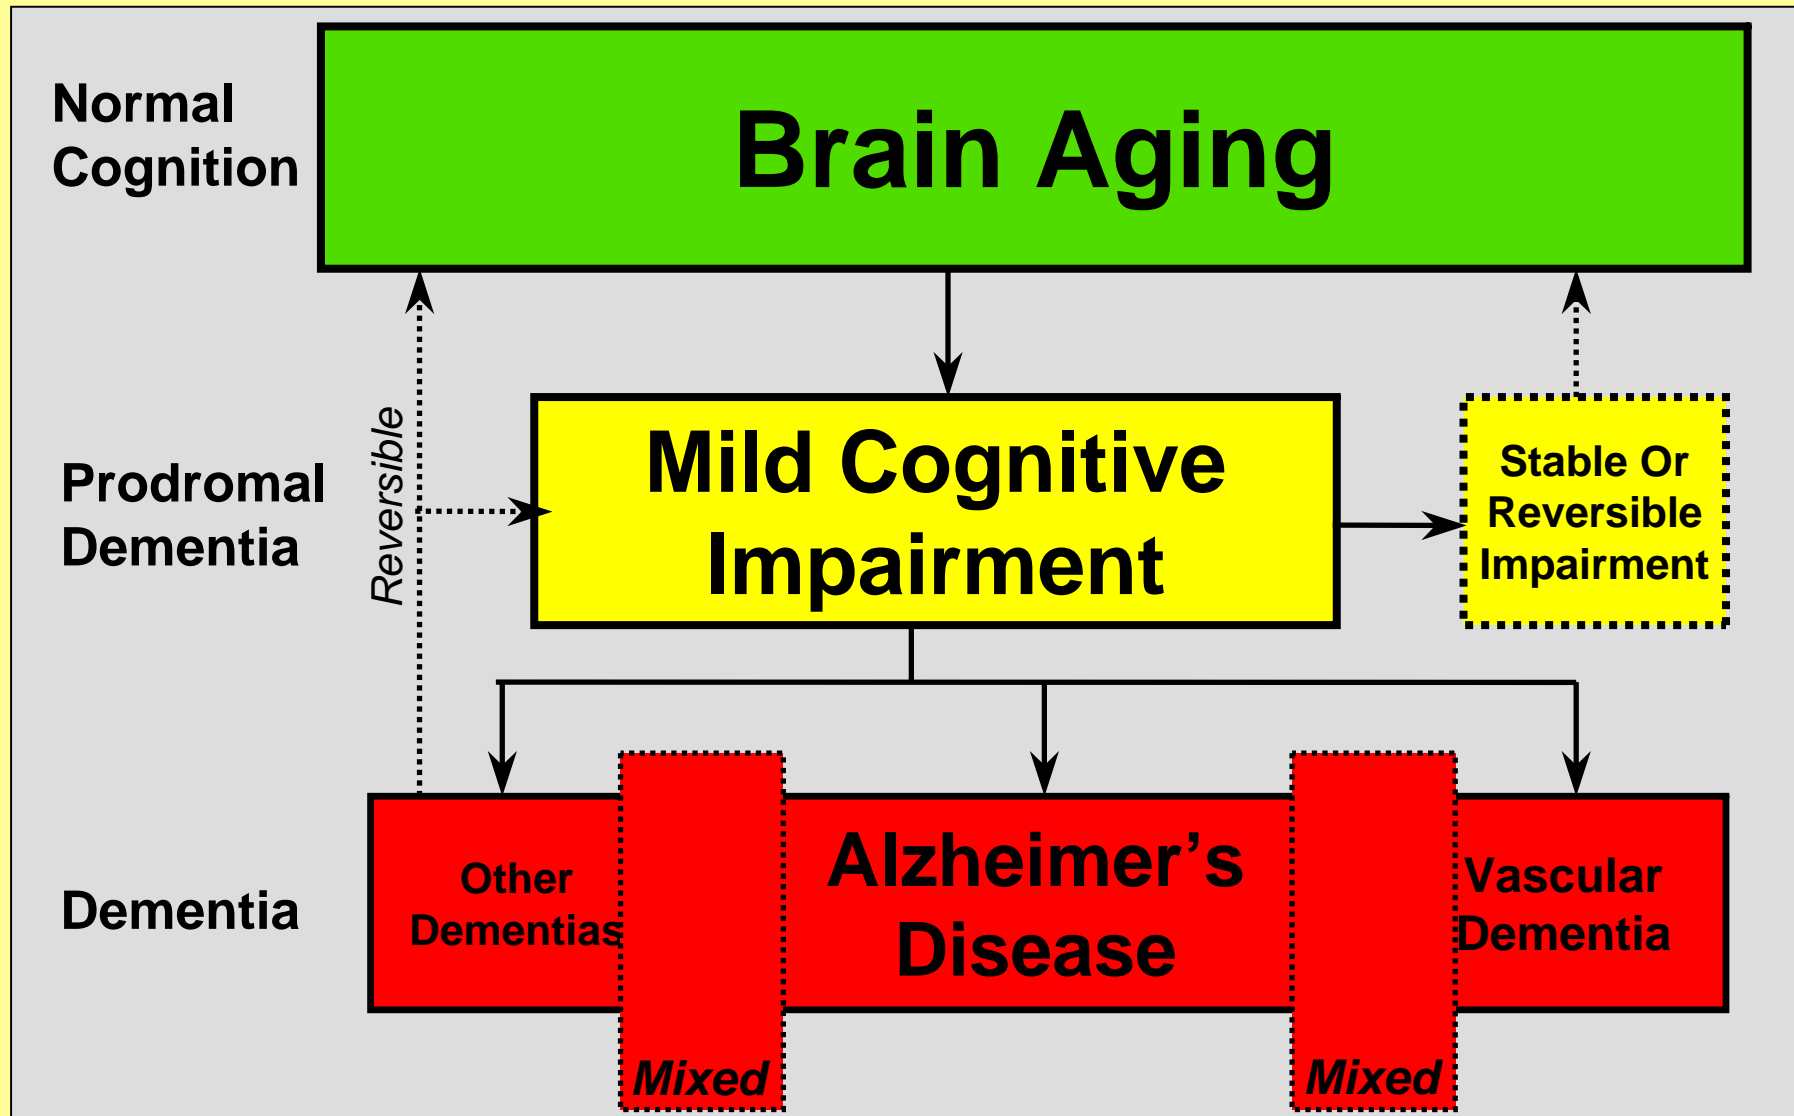 Normal
Cognition
Brain Aging
Reversible
Prodromal
Dementia
Mild Cognitive
Impairment
Stable Or
Reversible
Impairment
Dementia
Other
Dementias
Mixed
Alzheimer’s
Disease
Mixed
Vascular
Dementia